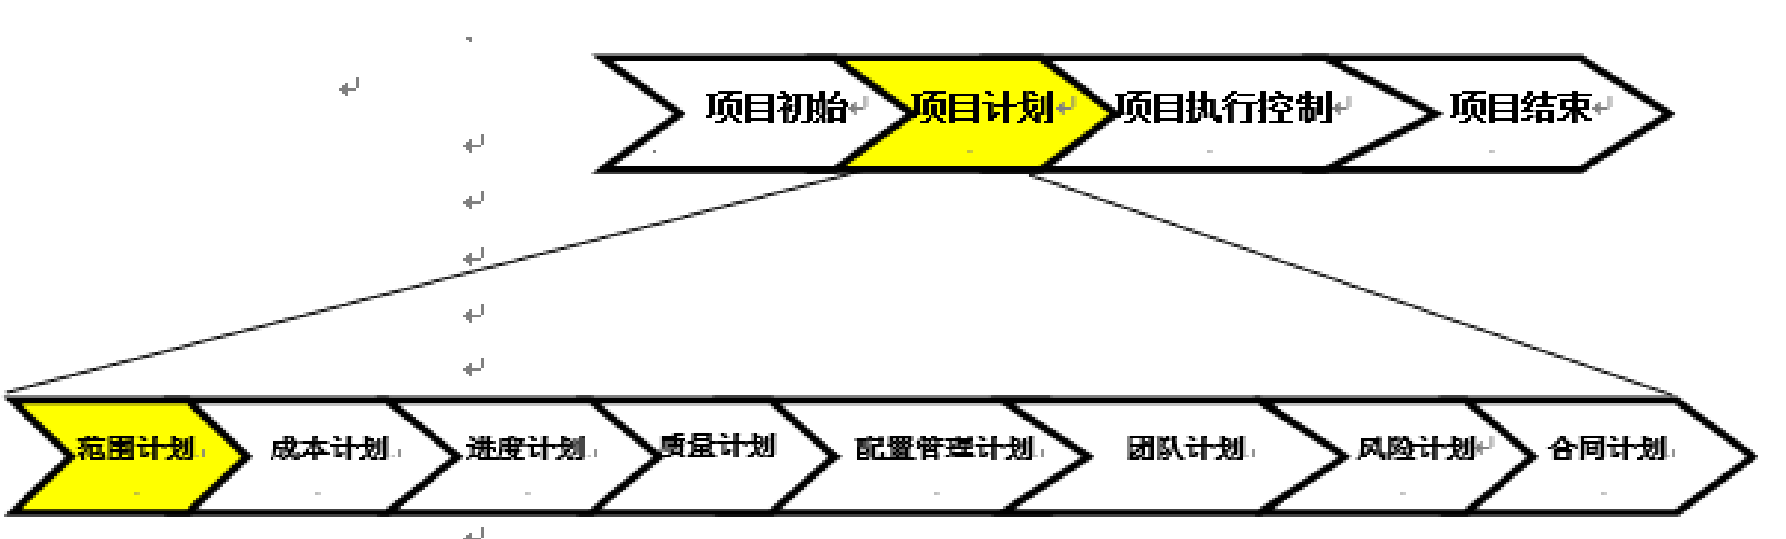 项目初始 项目计划 项目执行控制 项目结束
范围计划 成本计划 进度计划 质量计划 配置管理计划 团队计划 风险计划 合同计划